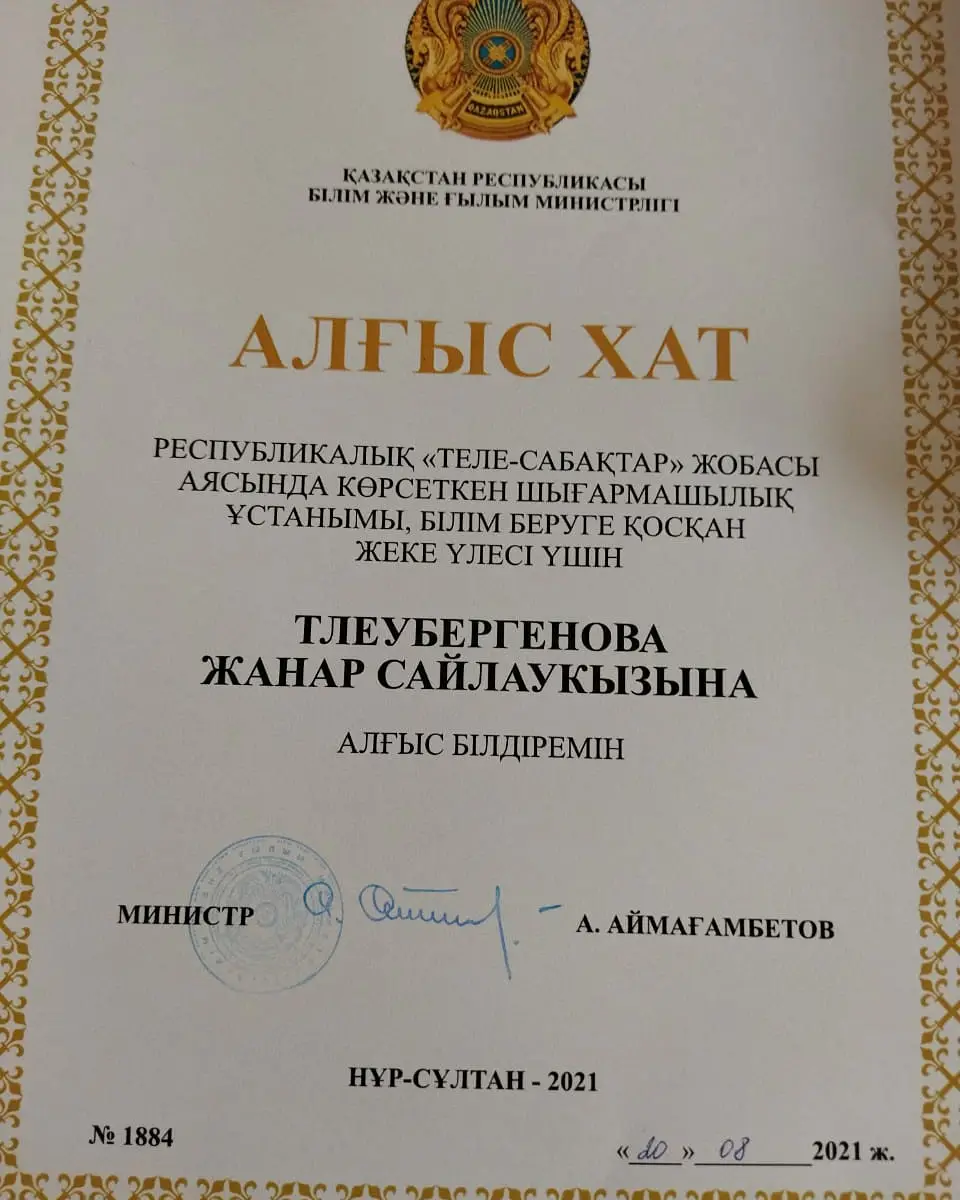 QAZAQSTAN
ҚАЗАҚСТАН РЕСПУБЛИКАСЫ
БІЛІМ ЖӘНЕ ҒЫЛЫМ МИНИСТРЛІГІ
АЛҒЫС ХАТ
РЕСПУБЛИКАЛЫҚ «ТЕЛЕ-САБАҚТАР» ЖОБАСЫ
АЯСЫНДА КӨРСЕТКЕН ШЫҒАРМАШЫЛЫҚ
ҰСТАНЫМЫ, БІЛІМ БЕРУГЕ ҚОСҚАН
ЖЕКЕ ҮЛЕСІ ҮШІН
ТЛЕУБЕРГЕНОВА
ЖАНАР САЙЛАУКЫЗЫНА
АЛҒЫС БІЛДІРЕМІН
МИНИСТР А. АЙМАҒАМБЕТОВ
НҰР-СҰЛТАН - 2021
№ 1884
«20» 08 2021 ж.